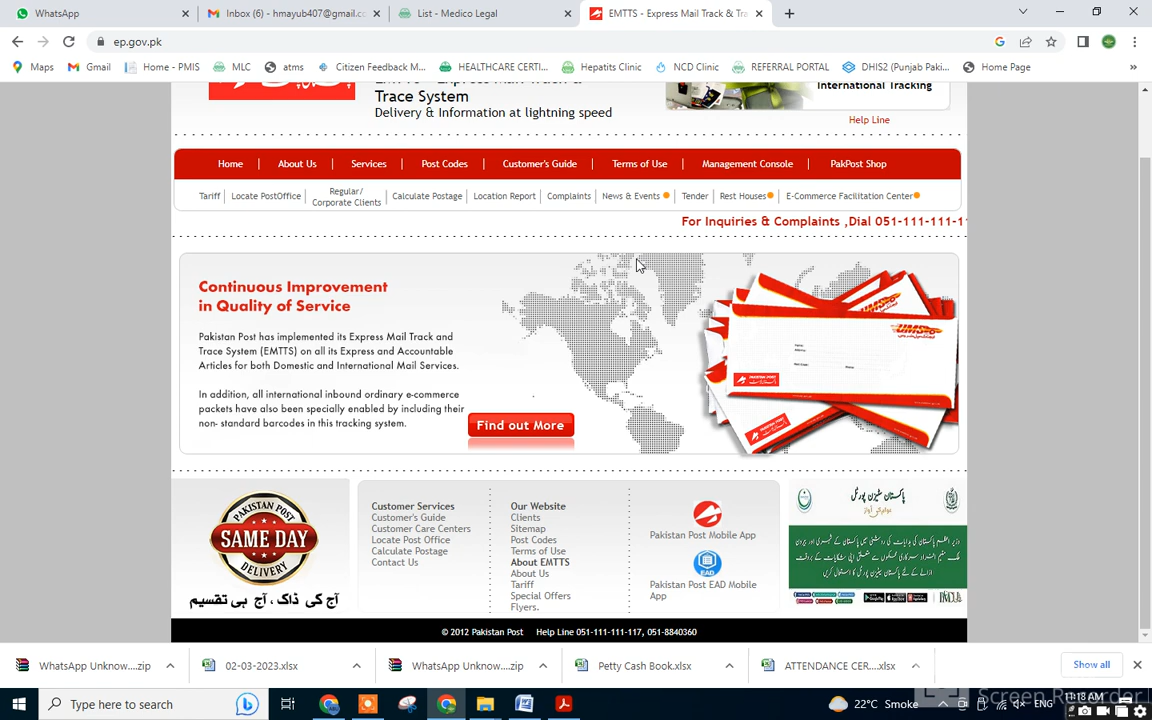 WhatsApp
Inbox (6) - hmayub407@gmail.cc
List - Medico Legal
EMTTS - Express Mail Track & Tra
ep.gov.pk
Maps
Gmail
Home - PMIS
MLC
atms
Citizen Feedback M...
HEALTHCARE CERTI...
Hepatits Clinic
NCD Clinic
REFERRAL PORTAL
DHIS2 (Punjab Paki...
Home Page
Trace System
Delivery & Information at lightning speed
International Tracking
Help Line
Home
About Us
Services
Post Codes
Customer's Guide
Terms of Use
Management Console
PakPost Shop
Tariff
Locate PostOffice
Regular/
Corporate Clients
Calculate Postage
Location Report
Complaints
News & Events
Tender
Rest Houses
E-Commerce Facilitation Center
For Inquiries & Complaints ,Dial 051-111-111-1
Continuous Improvement
in Quality of Service
Pakistan Post has implemented its Express Mail Track and
Trace System (EMTTS) on all its Express and Accountable
Articles for both Domestic and International Mail Services.
In addition, all international inbound ordinary e-commerce
packets have also been specially enabled by including their
non- standard barcodes in this tracking system.
Find out More
UMS
PAKISTAN POST
PAKISTAN POST
SAME DAY
DELIVERY
آج کی ڈاک ، آج ہی تقسیم
Customer Services
Customer's Guide
Customer Care Centers
Locate Post Office
Calculate Postage
Contact Us
Our Website
Clients
Sitemap
Post Codes
Terms of Use
About EMTTS
About Us
Tariff
Special Offers
Flyers.
Pakistan Post Mobile App
EAD
Pakistan Post EAD Mobile
App
پاکستان سٹیزن پورٹل
© 2012 Pakistan Post
Help Line 051-111-111-117, 051-8840360
WhatsApp Unknow....zip
02-03-2023.xlsx
WhatsApp Unknow....zip
Petty Cash Book.xlsx
ATTENDANCE CER....xlsx
Show all
Type here to search
22°C Smoke
ENG
11:18 AM
Screen Recorder